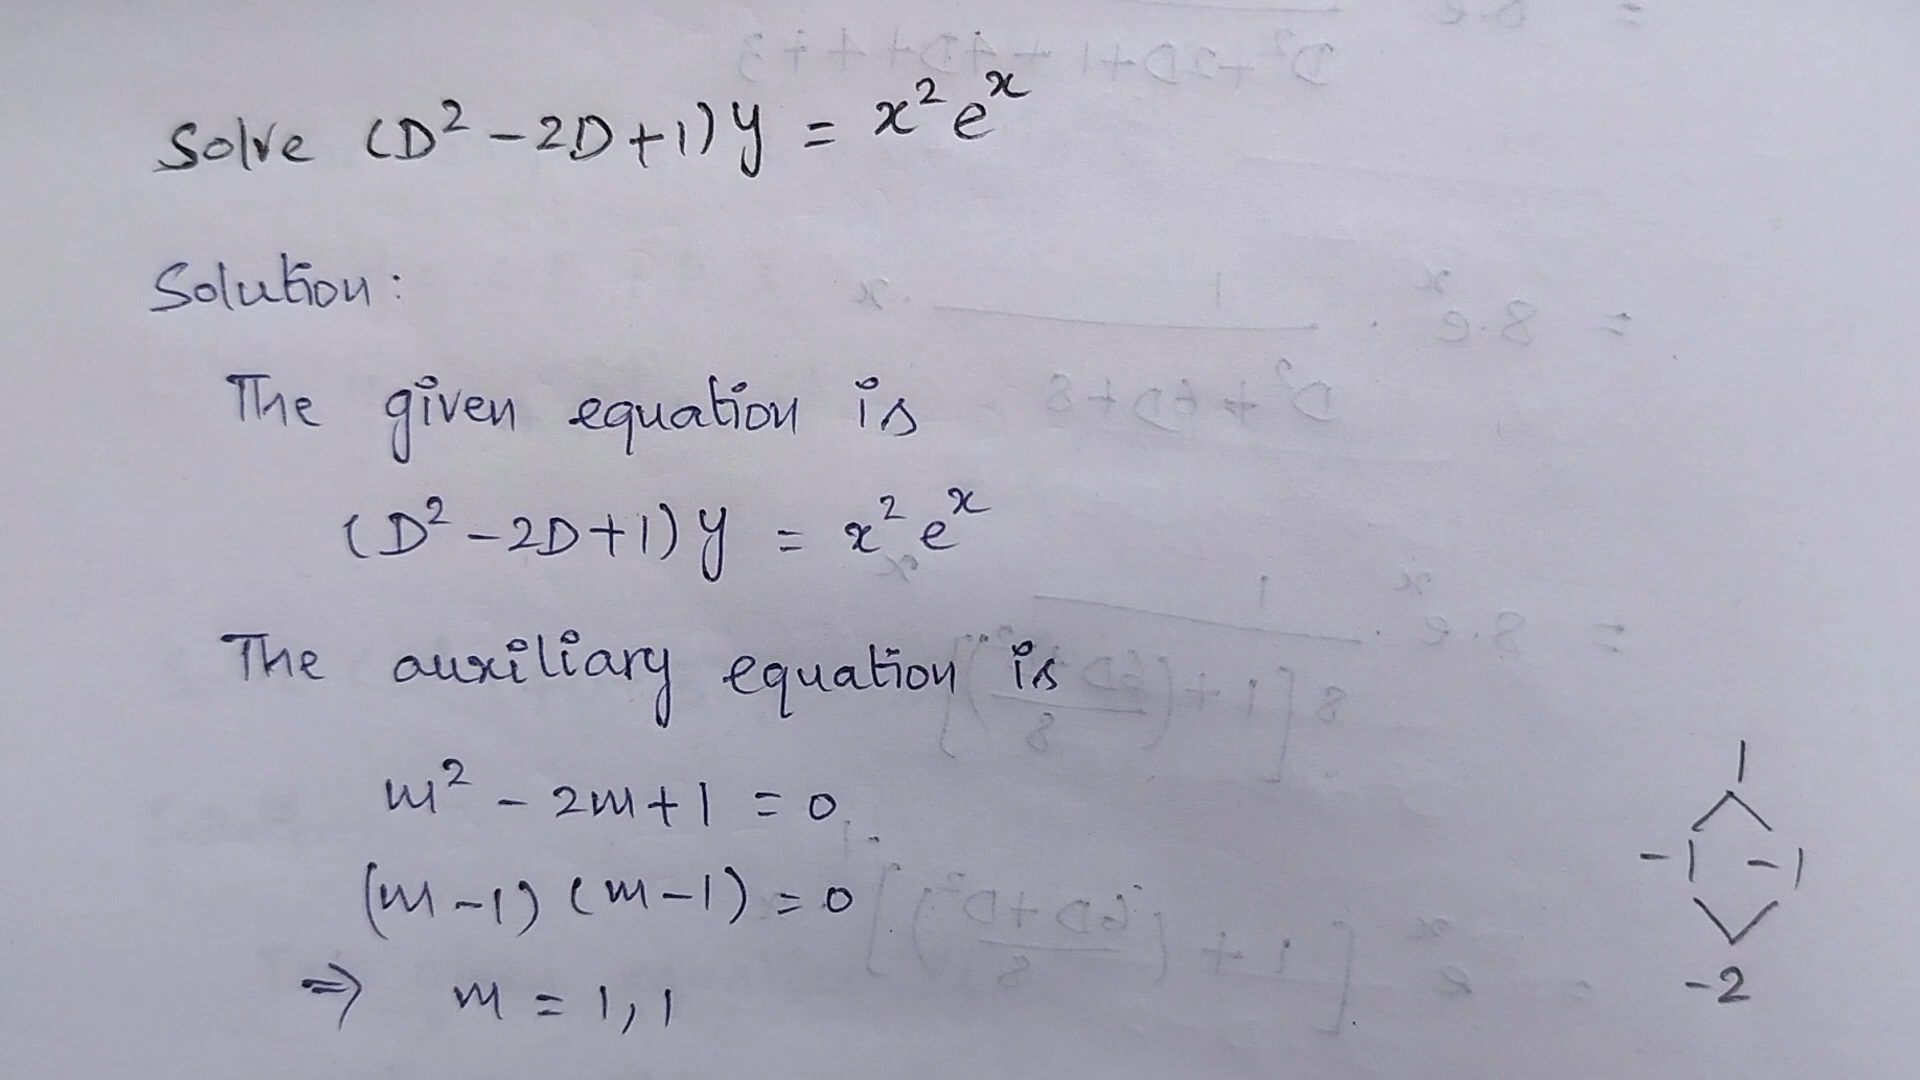 Solve (D² - 2D + 1) y = x² eˣ
Solution:
The given equation is
(D² - 2D + 1) y = x² eˣ
The auxiliary equation is
m² - 2m + 1 = 0
(m - 1) (m - 1) = 0
⇒ m = 1, 1
1
-1 -1
-2